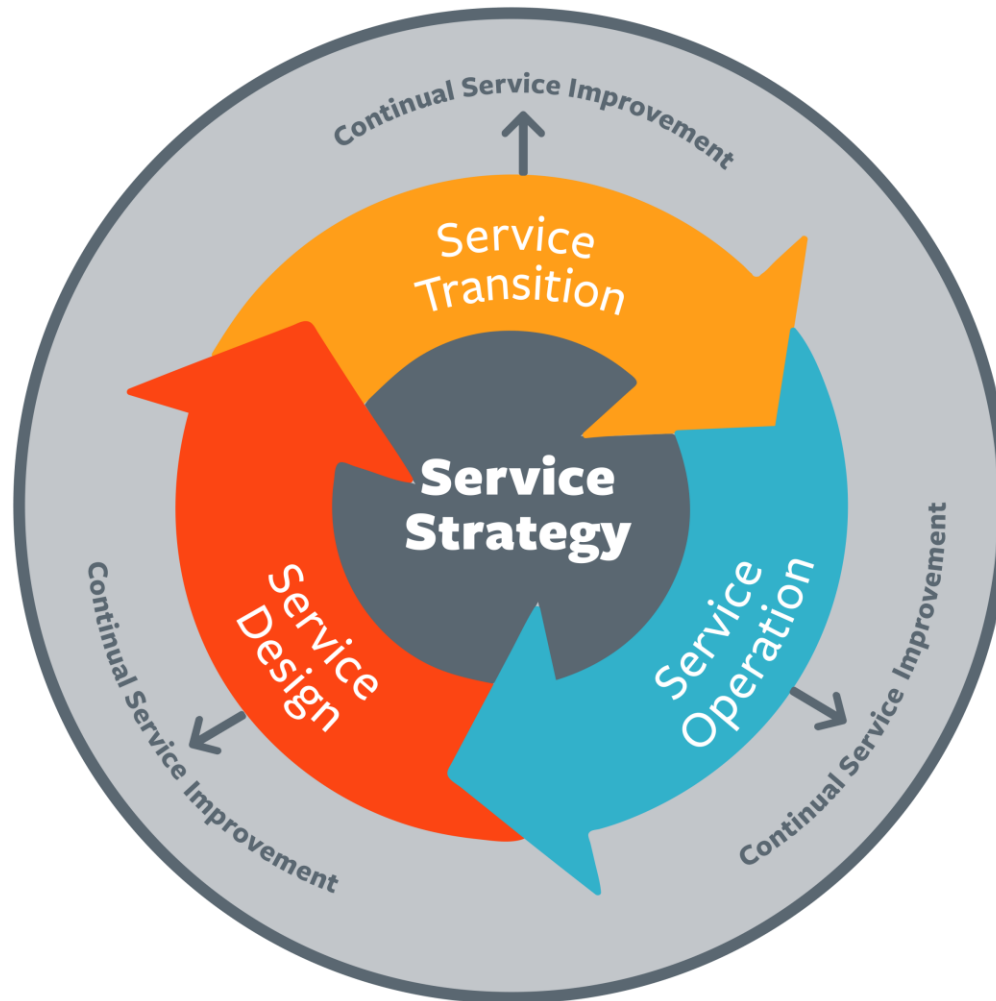 Continual Service Improvement
Service
Transition
Service
Strategy
Service
Design
Service
Operation
Continual Service Improvement
Continual Service Improvement